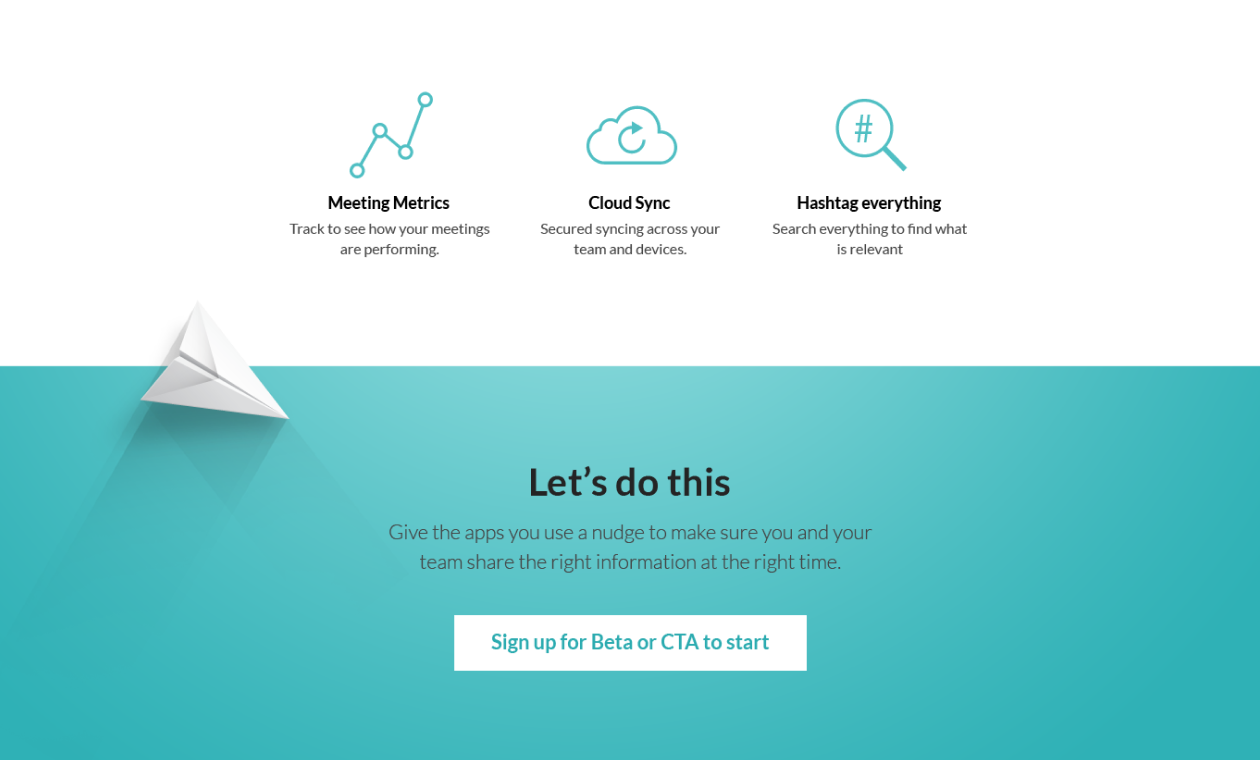 #
Meeting Metrics
Track to see how your meetings
are performing.
Cloud Sync
Secured syncing across your
team and devices.
Hashtag everything
Search everything to find what
is relevant
Let’s do this
Give the apps you use a nudge to make sure you and your
team share the right information at the right time.
Sign up for Beta or CTA to start